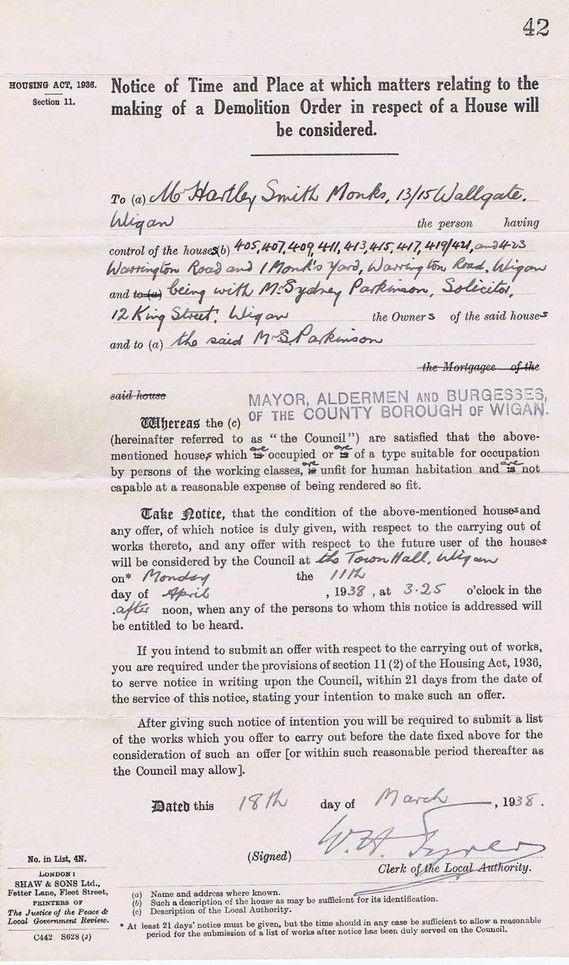 42
HOUSING ACT, 1936.
Section 11.
Notice of Time and Place at which matters relating to the
making of a Demolition Order in respect of a House will
be considered.
To (a) Mr Hartley Smith Monks, 13/15 Wallgate.
Wigan the person having
control of the houses (b) 405, 407, 409, 411, 413, 415, 417, 419/421, and 423
Warrington Road and 1 Monk's Yard, Warrington Road, Wigan
and to (a) being with Mr Sydney Parkinson, Solicitor,
12 King Street, Wigan the Owners of the said houses
and to (a) the said Mr S. Parkinson
the Mortgagee of the
said house
MAYOR, ALDERMEN AND BURGESSES,
OF THE COUNTY BOROUGH OF WIGAN.
Whereas the (c)
(hereinafter referred to as "the Council") are satisfied that the above-
mentioned houses, which is are occupied or is are of a type suitable for occupation
by persons of the working classes, is are unfit for human habitation and is are not
capable at a reasonable expense of being rendered so fit.
Take Notice, that the condition of the above-mentioned houses and
any offer, of which notice is duly given, with respect to the carrying out of
works thereto, and any offer with respect to the future user of the houses
will be considered by the Council at the Town Hall, Wigan
on* Monday the 11th
day of April , 1938, at 3.25 o'clock in the
after noon, when any of the persons to whom this notice is addressed will
be entitled to be heard.
If you intend to submit an offer with respect to the carrying out of works,
you are required under the provisions of section 11 (2) of the Housing Act, 1936,
to serve notice in writing upon the Council, within 21 days from the date of
the service of this notice, stating your intention to make such an offer.
After giving such notice of intention you will be required to submit a list
of the works which you offer to carry out before the date fixed above for the
consideration of such an offer [or within such reasonable period thereafter as
the Council may allow].
Dated this 18th day of March , 1938.
(Signed) W. H. Tyrer
Clerk of the Local Authority.
No. in List, 4N.
LONDON:
SHAW & SONS Ltd.,
Fetter Lane, Fleet Street,
PRINTERS OF
The Justice of the Peace &
Local Government Review.
C442 S628 (J)
(a) Name and address where known.
(b) Such a description of the house as may be sufficient for its identification.
(c) Description of the Local Authority.
* At least 21 days' notice must be given, but the time should in any case be sufficient to allow a reasonable
period for the submission of a list of works after notice has been duly served on the Council.